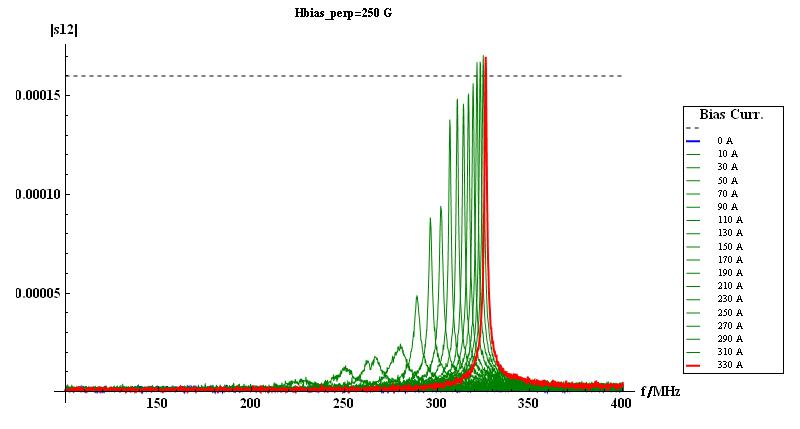 Hbias_perp=250 G
|s12|
0.00015
0.00010
0.00005
150 200 250 300 350 400
f/MHz
Bias Curr.
0 A
10 A
30 A
50 A
70 A
90 A
110 A
130 A
150 A
170 A
190 A
210 A
230 A
250 A
270 A
290 A
310 A
330 A